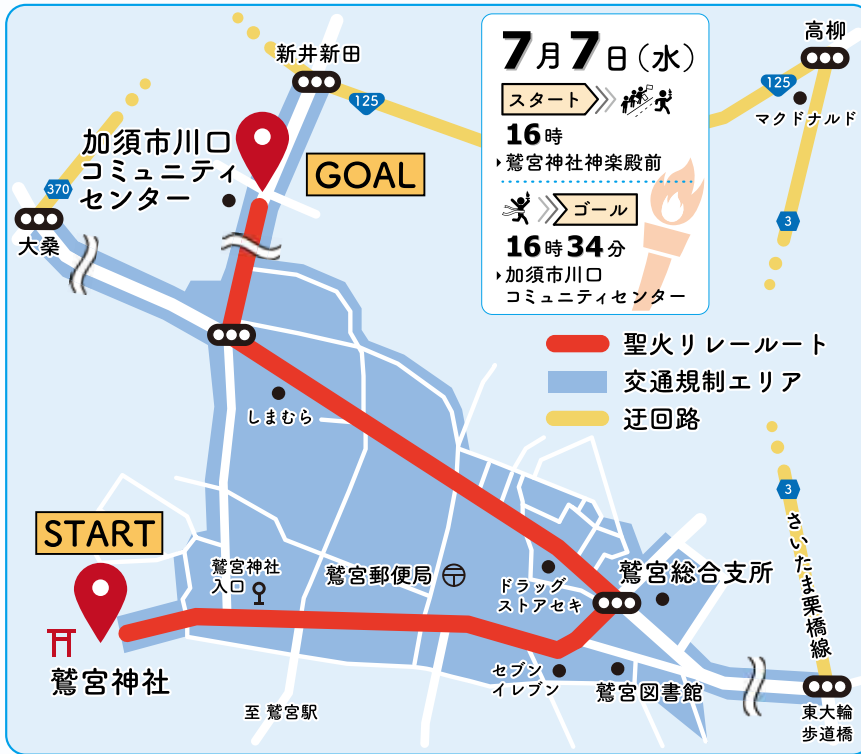 7月7日（水）
スタート
16時
鷲宮神社神楽殿前
ゴール
16時34分
加須市川口
コミュニティセンター
新井新田
125
高柳
125
マクドナルド
加須市川口
コミュニティ
センター
GOAL
370
大桑
3
聖火リレールート
交通規制エリア
迂回路
しまむら
3
さいたま栗橋線
START
鷲宮神社
入口
鷲宮郵便局
ドラッグ
ストアセキ
鷲宮総合支所
鷲宮神社
セブン
イレブン
鷲宮図書館
至 鷲宮駅
東大輪
歩道橋